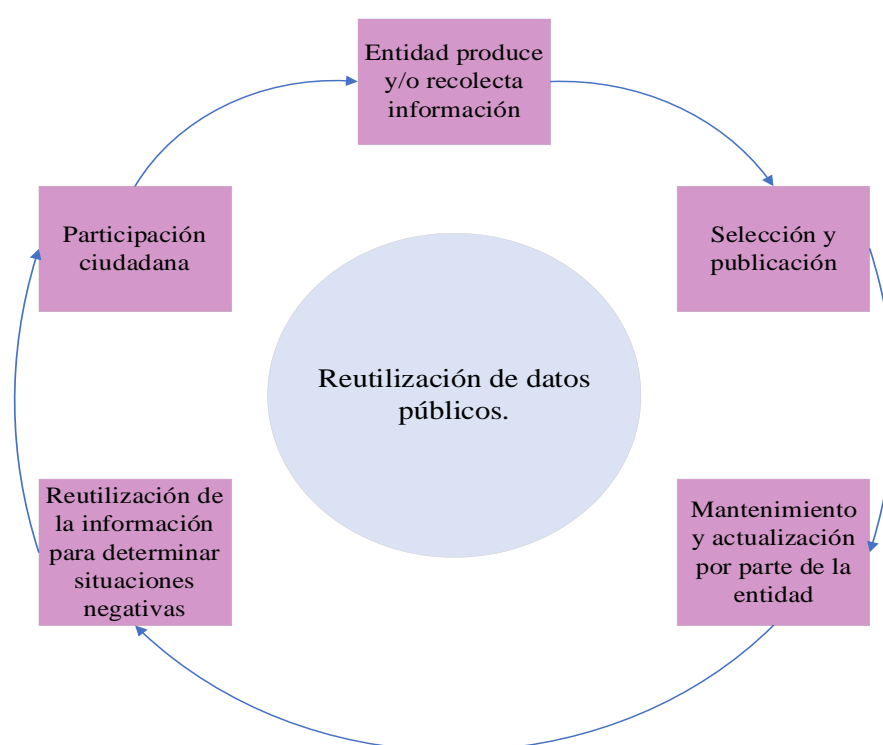 Entidad produce
y/o recolecta
información
Participación
ciudadana
Selección y
publicación
Reutilización de datos
públicos.
Reutilización de
la información
para determinar
situaciones
negativas
Mantenimiento
y actualización
por parte de la
entidad